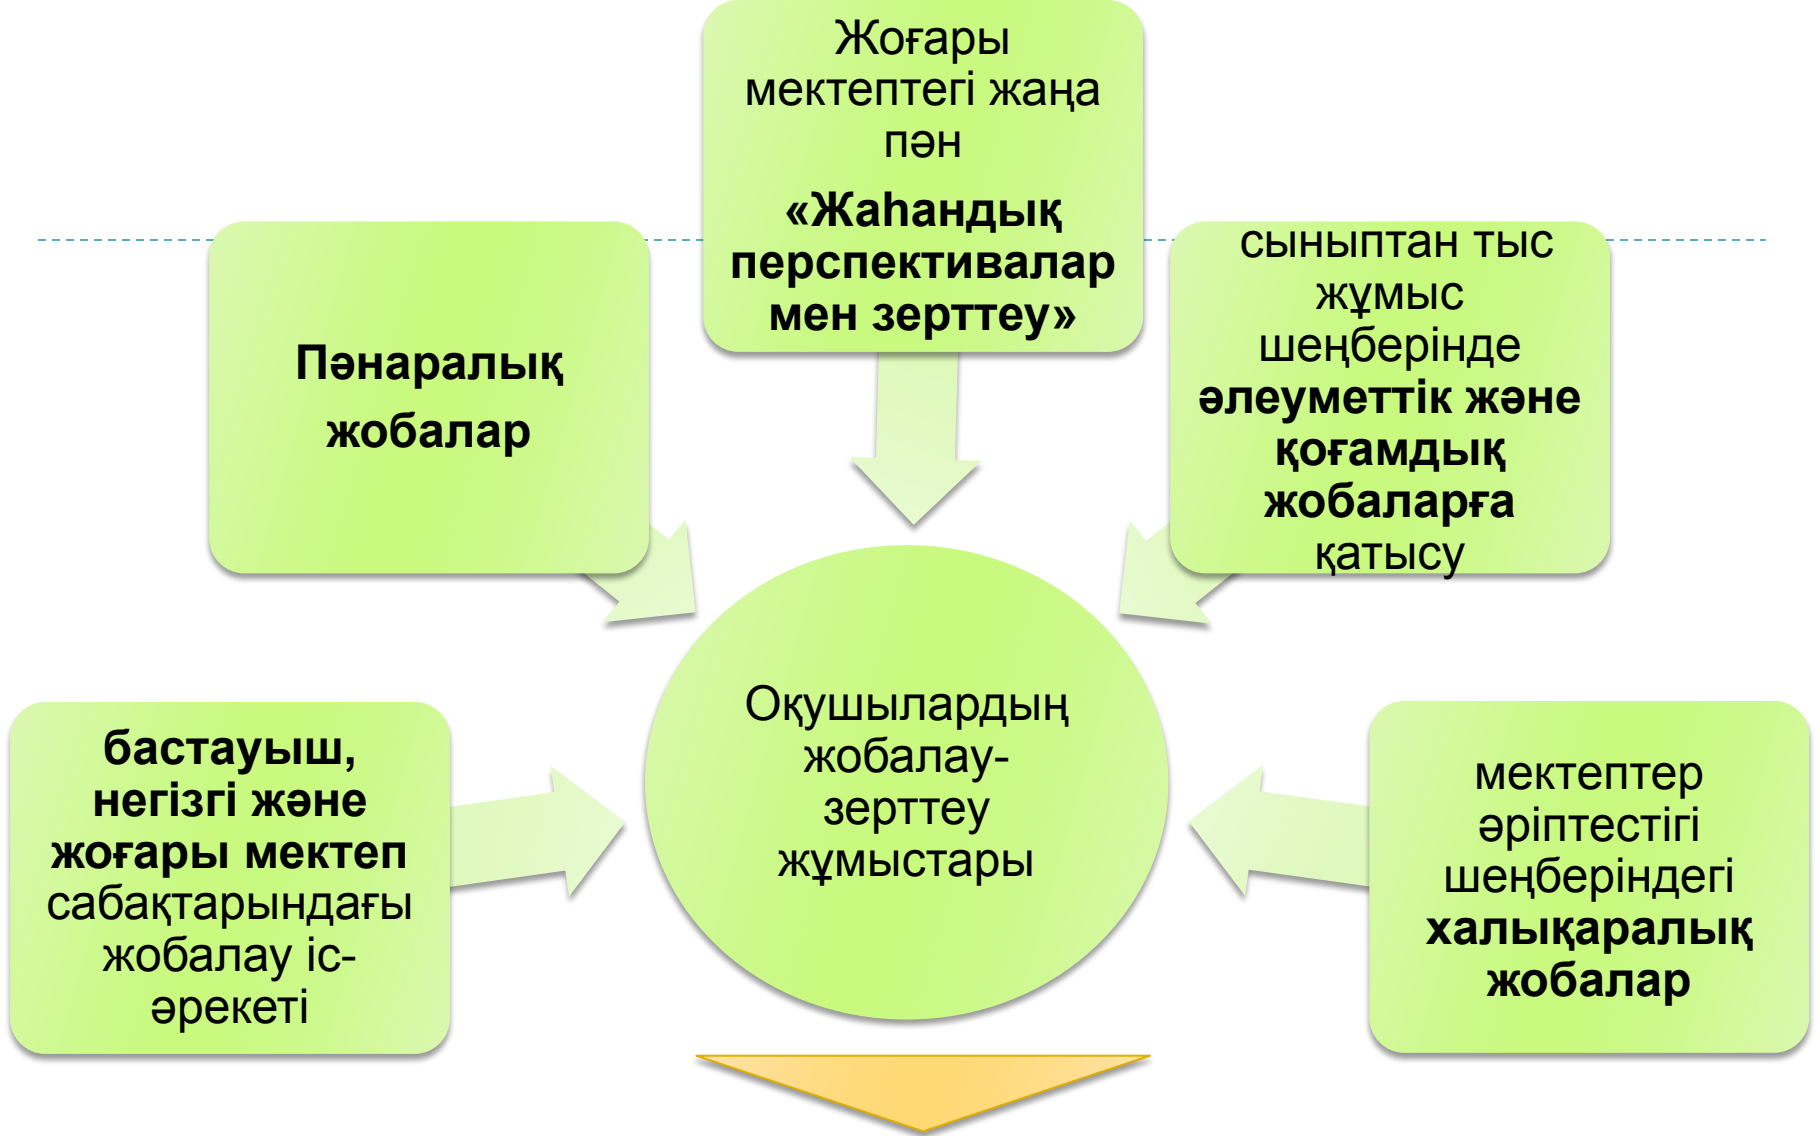 Жоғары
мектептегі жаңа
пән
«Жаһандық
перспективалар
мен зерттеу»
Пәнаралық
жобалар
сыныптан тыс
жұмыс
шеңберінде
әлеуметтік және
қоғамдық
жобаларға
қатысу
бастауыш,
негізгі және
жоғары мектеп
сабақтарындағы
жобалау іс-
әрекеті
Оқушылардың
жобалау-
зерттеу
жұмыстары
мектептер
әріптестігі
шеңберіндегі
халықаралық
жобалар